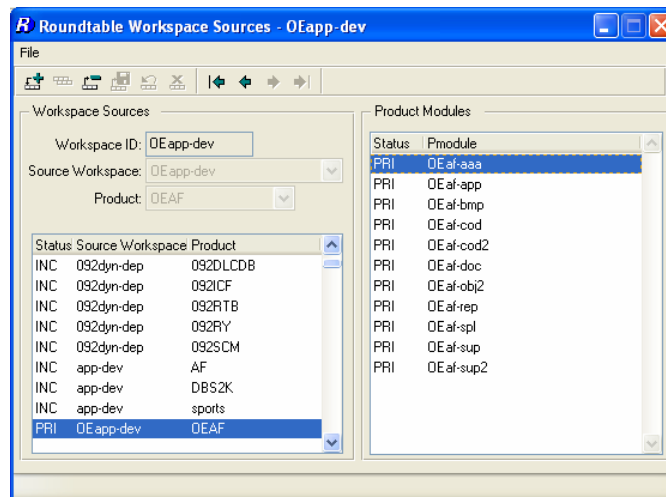 R Roundtable Workspace Sources - OEapp-dev
File
Workspace Sources
Workspace ID: OEapp-dev
Source Workspace: OEapp-dev
Product: OEAF
Status Source Workspace Product
INC 092dyn-dep 092DLCDB
INC 092dyn-dep 092ICF
INC 092dyn-dep 092RTB
INC 092dyn-dep 092RY
INC 092dyn-dep 092SCM
INC app-dev AF
INC app-dev DBS2K
INC app-dev sports
PRI OEapp-dev OEAF
Product Modules
Status Pmodule
PRI OEaf-aaa
PRI OEaf-app
PRI OEaf-bmp
PRI OEaf-cod
PRI OEaf-cod2
PRI OEaf-doc
PRI OEaf-obj2
PRI OEaf-rep
PRI OEaf-spl
PRI OEaf-sup
PRI OEaf-sup2